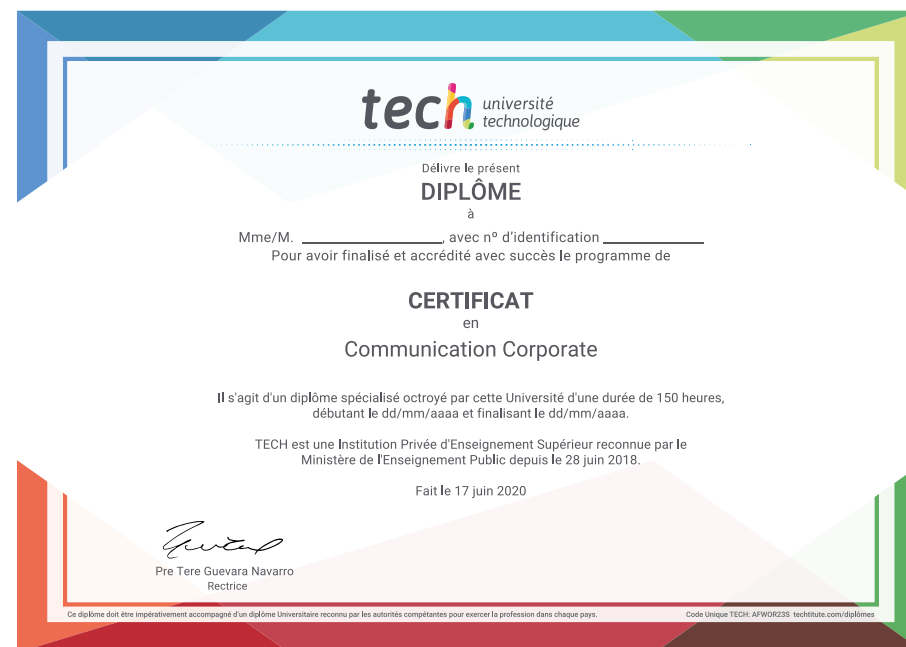 tech université
technologique
Délivre le présent
DIPLÔME
à
Mme/M. ____________________, avec nº d'identification ______________
Pour avoir finalisé et accrédité avec succès le programme de
CERTIFICAT
en
Communication Corporate
Il s'agit d'un diplôme spécialisé octroyé par cette Université d'une durée de 150 heures,
débutant le dd/mm/aaaa et finalisant le dd/mm/aaaa.
TECH est une Institution Privée d'Enseignement Supérieur reconnue par le
Ministère de l'Enseignement Public depuis le 28 juin 2018.
Fait le 17 juin 2020
Pre Tere Guevara Navarro
Rectrice
Ce diplôme doit être impérativement accompagné d'un diplôme Universitaire reconnu par les autorités compétentes pour exercer la profession dans chaque pays.
Code Unique TECH: AFWOR23S techtitute.com/diplômes